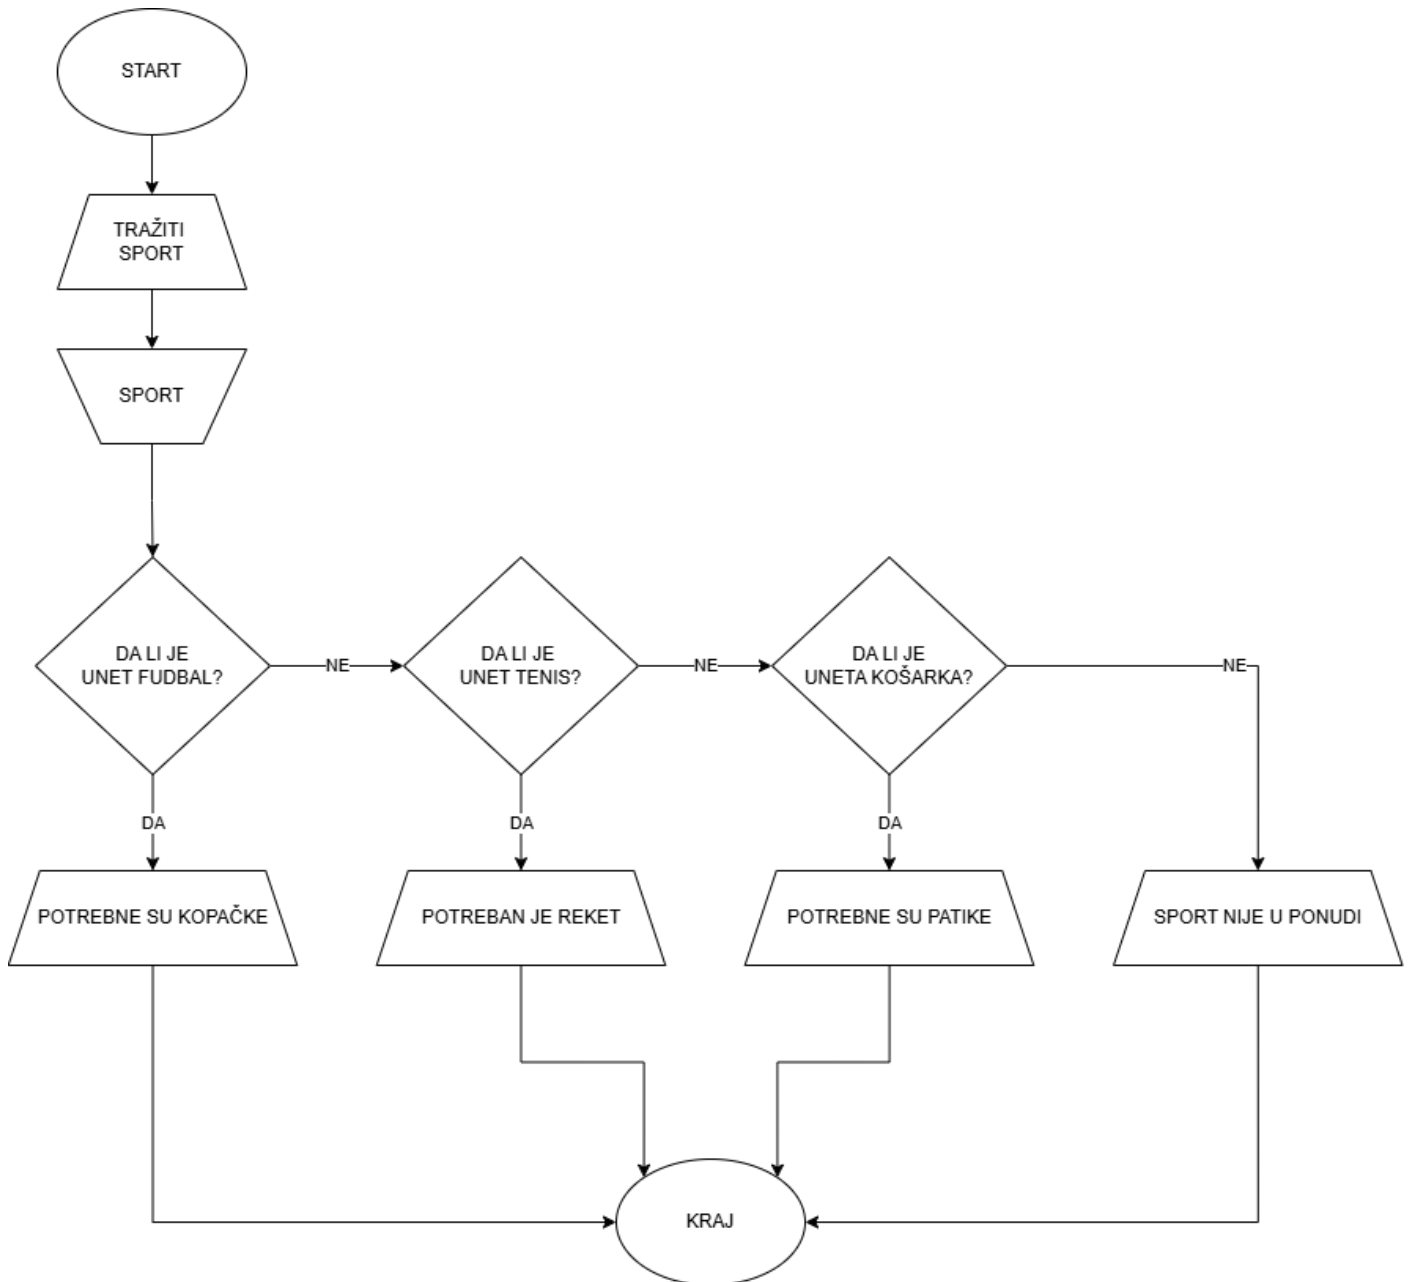 START
TRAŽITI
SPORT
SPORT
DA LI JE
UNET FUDBAL?
NE
DA LI JE
UNET TENIS?
NE
DA LI JE
UNETA KOŠARKA?
NE
DA
DA
DA
POTREBNE SU KOPAČKE
POTREBAN JE REKET
POTREBNE SU PATIKE
SPORT NIJE U PONUDI
KRAJ